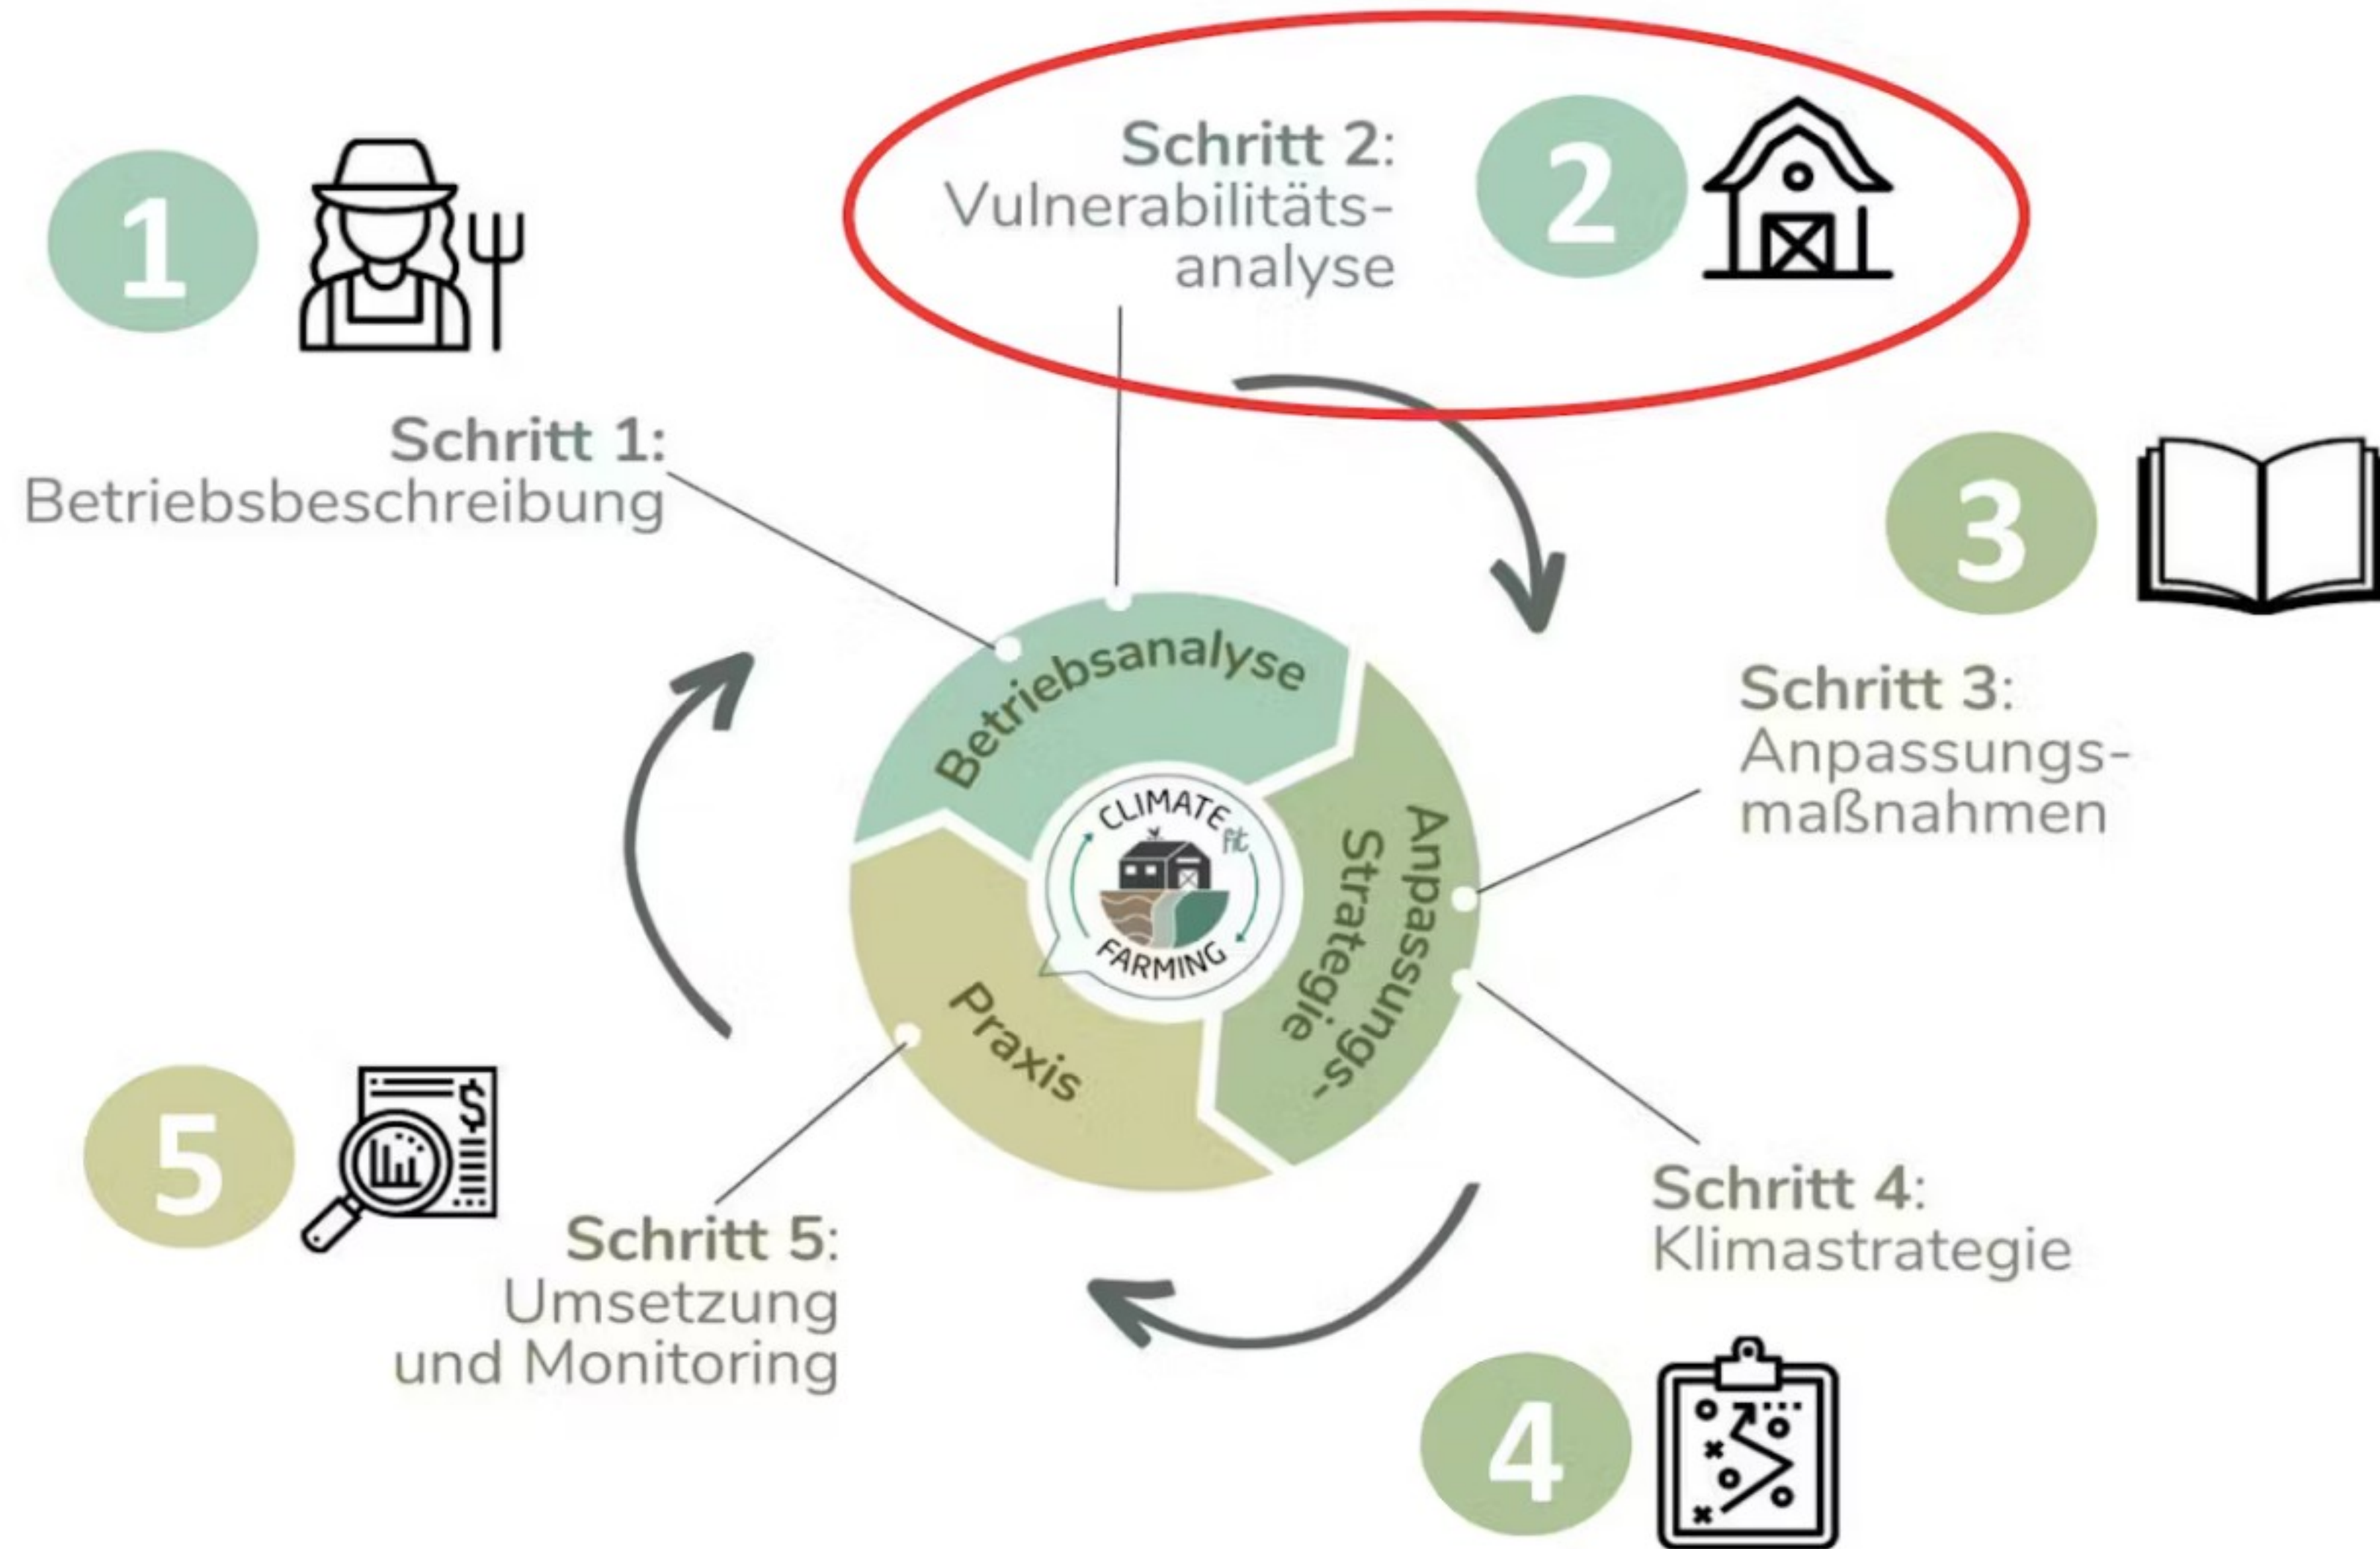 1
Schritt 1:
Betriebsbeschreibung
Schritt 2:
Vulnerabilitäts-
analyse
2
3
Schritt 3:
Anpassungs-
maßnahmen
Schritt 4:
Klimastrategie
4
5
Schritt 5:
Umsetzung
und Monitoring
Betriebsanalyse
Anpassungs-
Strategie
Praxis
CLIMATE
Fit
FARMING
$